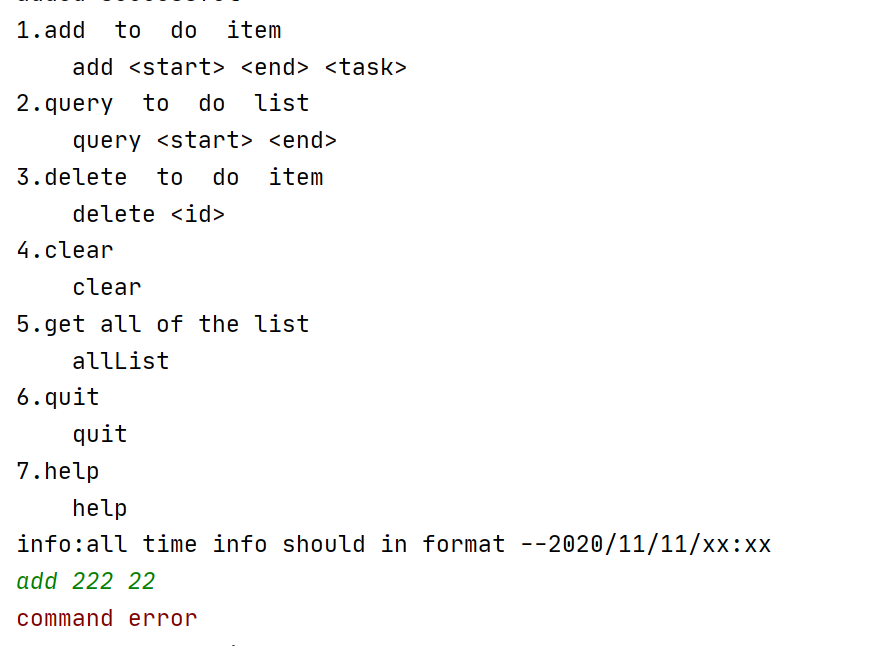 1.add  to  do  item
    add <start> <end> <task>
2.query  to  do  list
    query <start> <end>
3.delete  to  do  item
    delete <id>
4.clear
    clear
5.get all of the list
    allList
6.quit
    quit
7.help
    help
info:all time info should in format --2020/11/11/xx:xx
add 222 22
command error